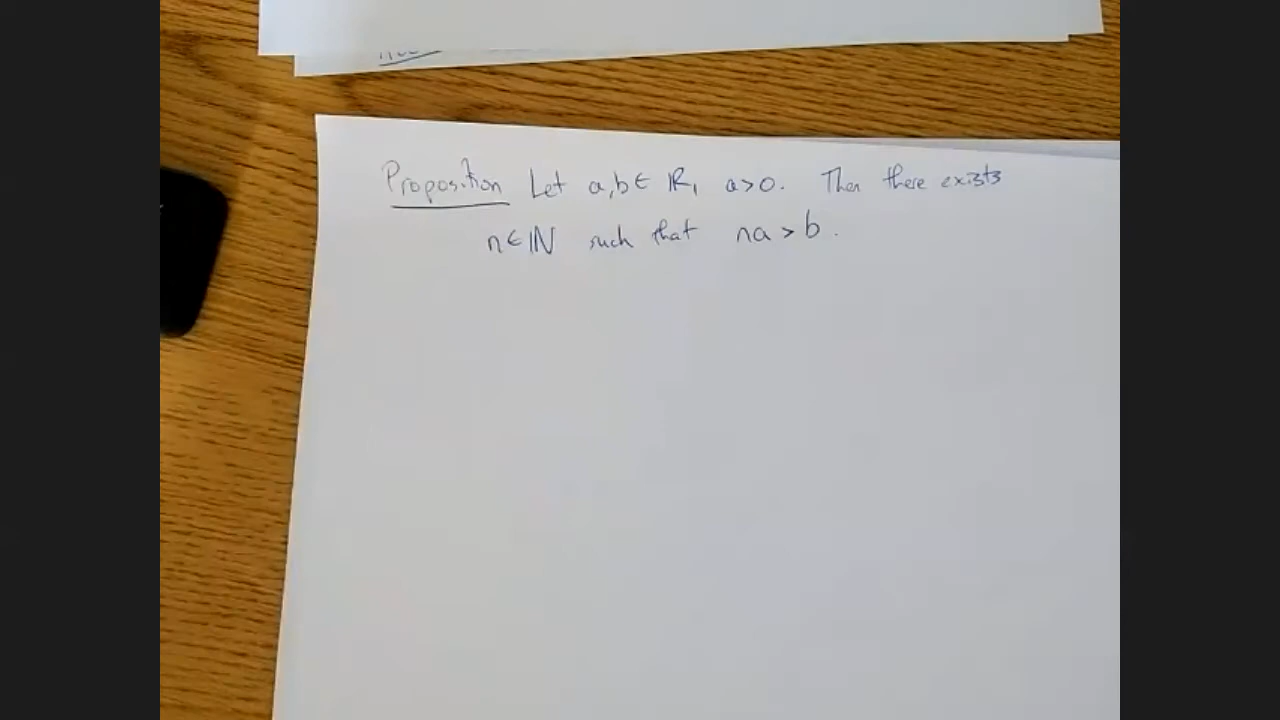 Proposition Let a,b ∈ ℝ, a>0. Then there exists
n ∈ ℕ such that na > b.